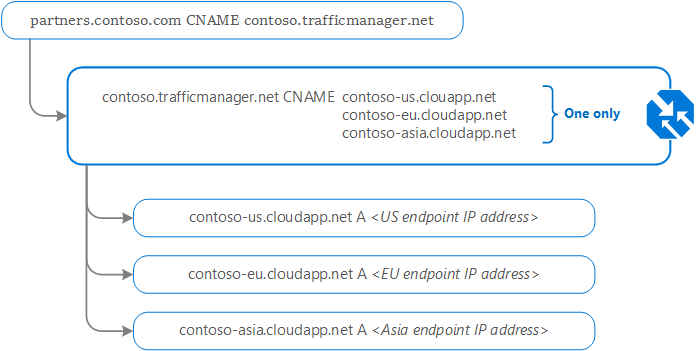 partners.contoso.com CNAME contoso.trafficmanager.net
contoso.trafficmanager.net CNAME contoso-us.clouapp.net
contoso-eu.cloudapp.net
contoso-asia.cloudapp.net
One only
contoso-us.cloudapp.net A <US endpoint IP address>
contoso-eu.cloudapp.net A <EU endpoint IP address>
contoso-asia.cloudapp.net A <Asia endpoint IP address>